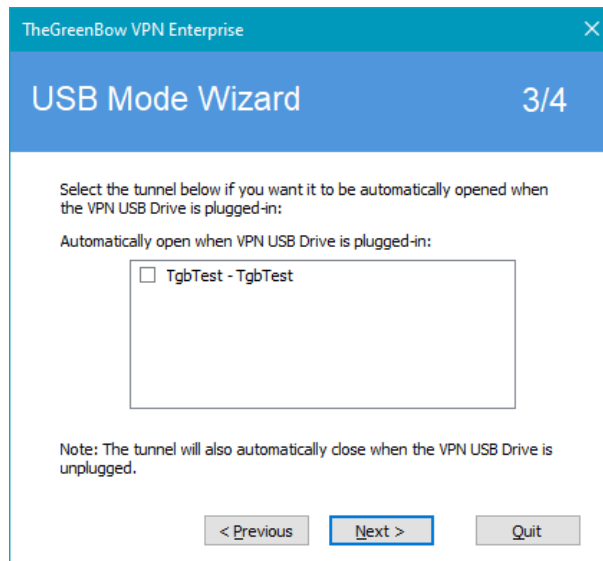 TheGreenBow VPN Enterprise
USB Mode Wizard
3/4
Select the tunnel below if you want it to be automatically opened when
the VPN USB Drive is plugged-in:
Automatically open when VPN USB Drive is plugged-in:
TgbTest - TgbTest
Note: The tunnel will also automatically close when the VPN USB Drive is
unplugged.
< Previous
Next >
Quit